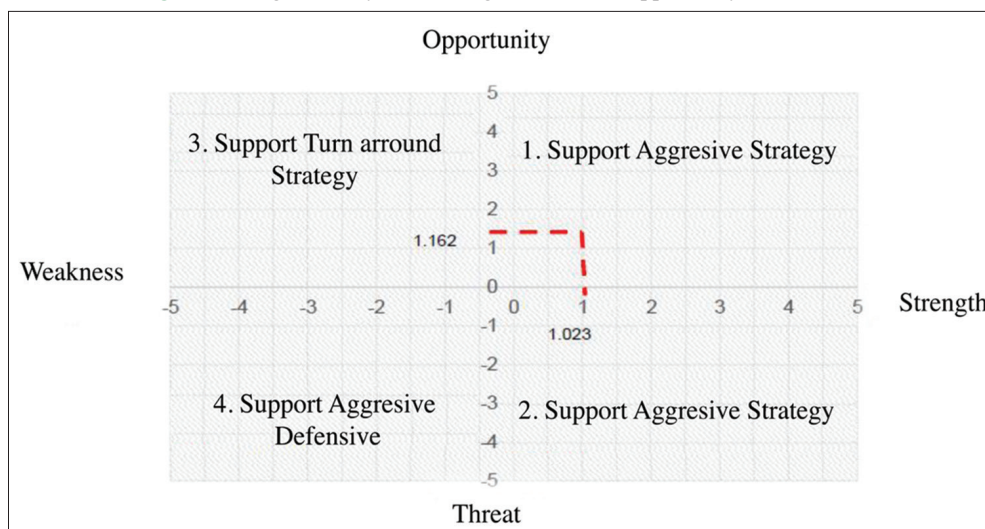 Opportunity
5
4
3
2
1
0
-1
-2
-3
-4
-5
3. Support Turn arround
Strategy
1. Support Aggresive Strategy
1.162
Weakness
Strength
-5 -4 -3 -2 -1 0 1 2 3 4 5
1.023
4. Support Aggresive
Defensive
2. Support Aggresive Strategy
Threat